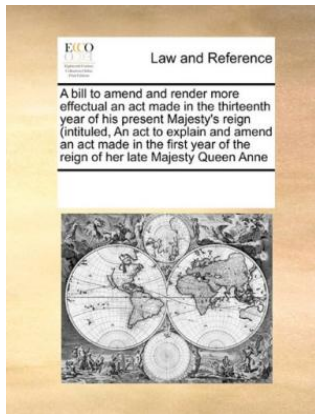 ECCO
Law and Reference
A bill to amend and render more
effectual an act made in the thirteenth
year of his present Majesty's reign
(intituled, An act to explain and amend
an act made in the first year of the
reign of her late Majesty Queen Anne